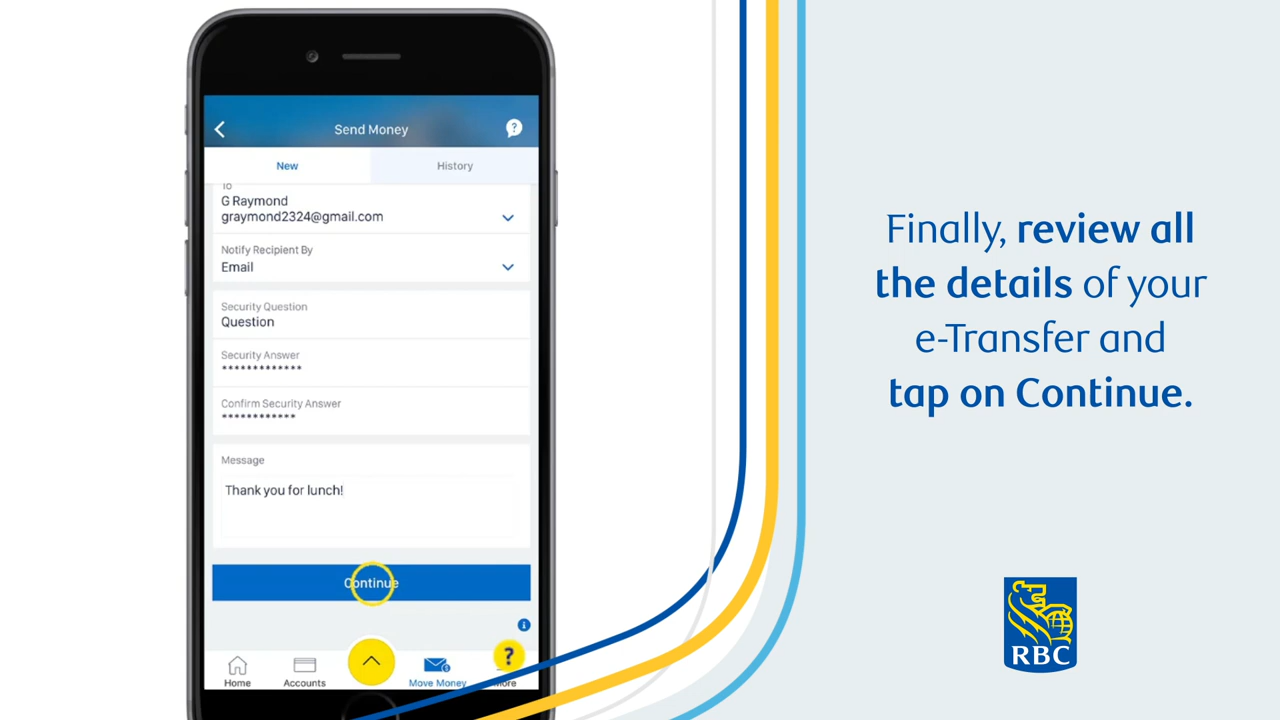 Send Money
?
New
History
To
G Raymond
graymond2324@gmail.com
Notify Recipient By
Email
Security Question
Question
Security Answer
*************
Confirm Security Answer
************
Message
Thank you for lunch!
Continue
i
?
Home
Accounts
Move Money
More
Finally, review all
the details of your
e-Transfer and
tap on Continue.
RBC